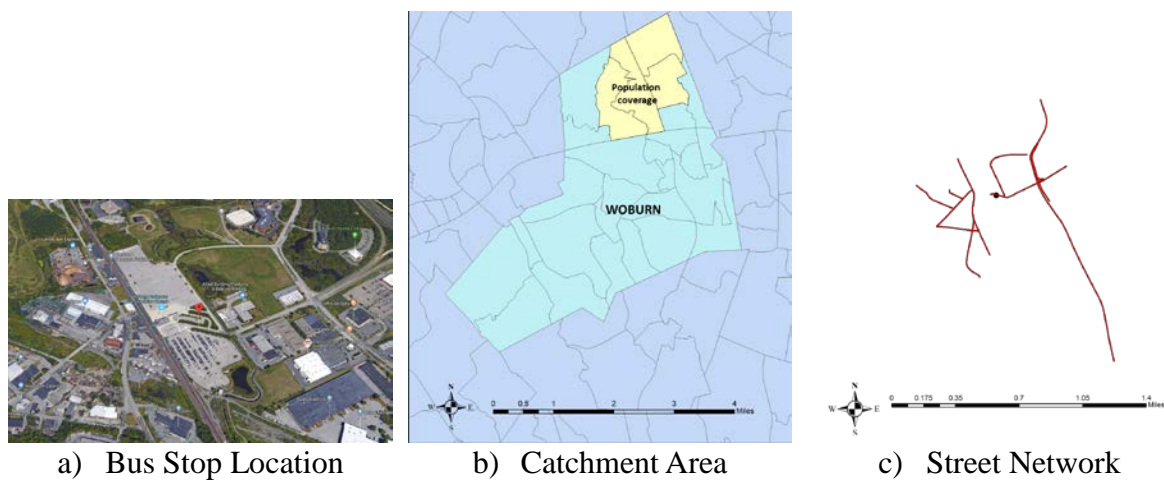 Population
coverage
WOBURN
N
W E
S
0 0.5 1 2 3 4
Miles
N
W E
S
0 0.175 0.35 0.7 1.05 1.4
Miles
a) Bus Stop Location
b) Catchment Area
c) Street Network